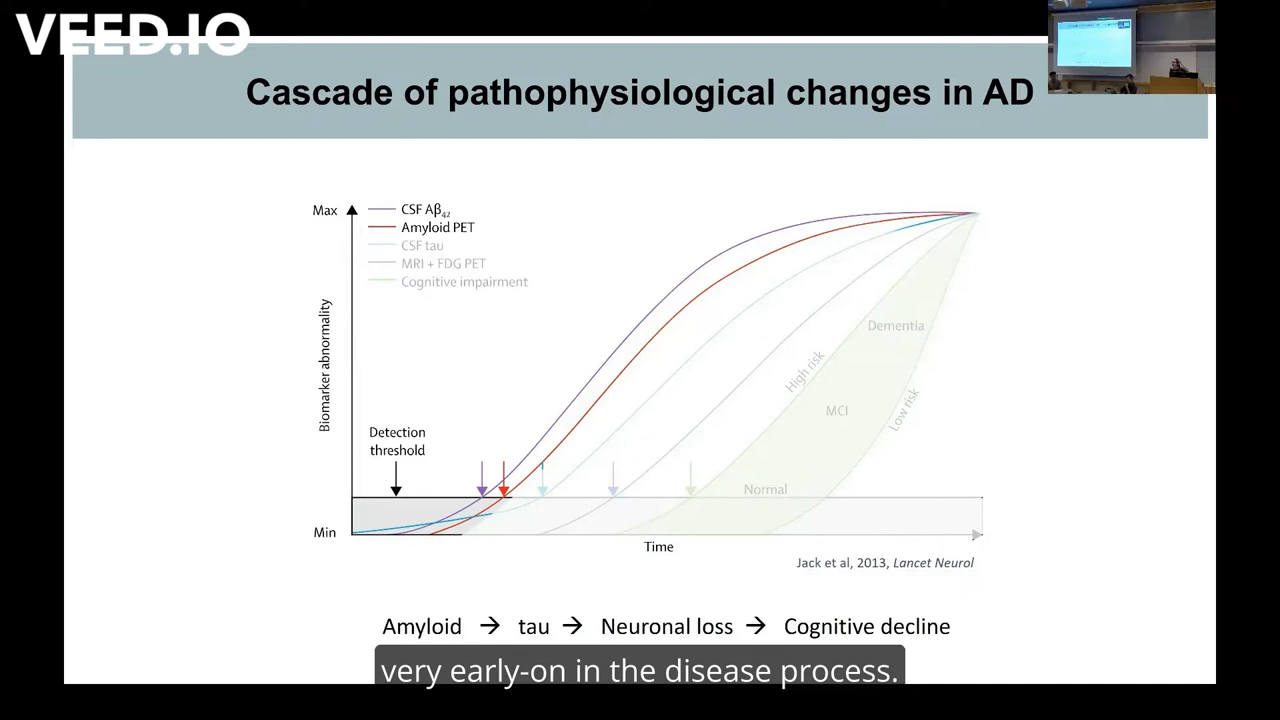 VEED.IO
Cascade of pathophysiological changes in AD
Max
CSF Aβ42
Amyloid PET
CSF tau
MRI + FDG PET
Cognitive impairment
Biomarker abnormality
Dementia
High risk
MCI
Low risk
Detection
threshold
Normal
Min
Time
Jack et al, 2013, Lancet Neurol
Amyloid → tau → Neuronal loss → Cognitive decline
very early-on in the disease process.